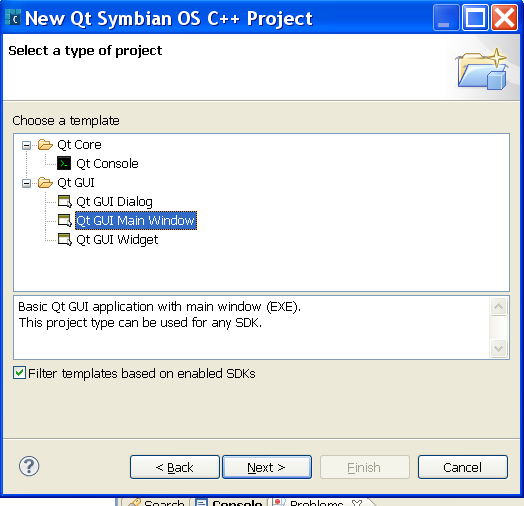 New Qt Symbian OS C++ Project
Select a type of project
Choose a template
Qt Core
Qt Console
Qt GUI
Qt GUI Dialog
Qt GUI Main Window
Qt GUI Widget
Basic Qt GUI application with main window (EXE).
This project type can be used for any SDK.
Filter templates based on enabled SDKs
< Back Next > Finish Cancel
Search Console Problems